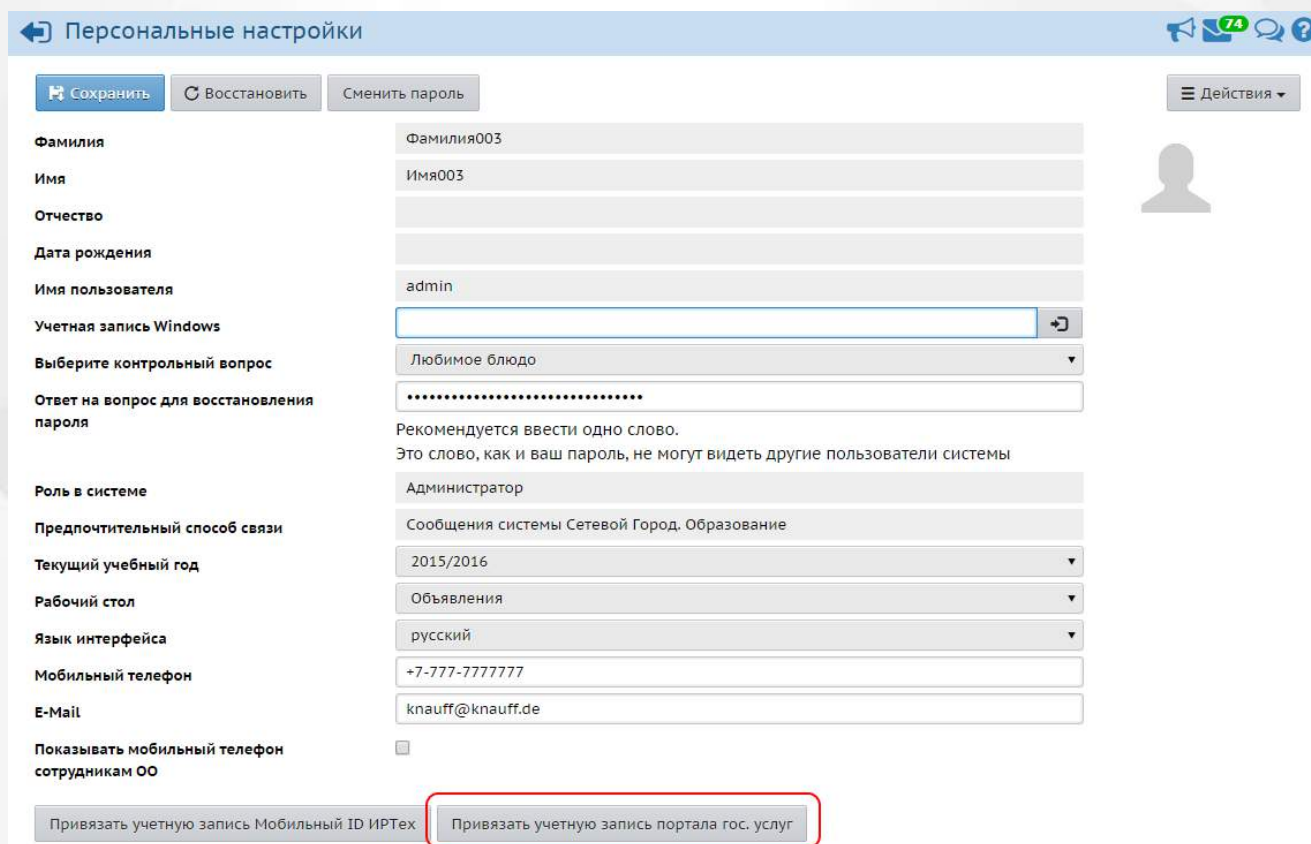 Персональные настройки
74
?
Сохранить
Восстановить
Сменить пароль
Действия
Фамилия
Фамилия003
Имя
Имя003
Отчество
Дата рождения
Имя пользователя
admin
Учетная запись Windows
Выберите контрольный вопрос
Любимое блюдо
Ответ на вопрос для восстановления
пароля
••••••••••••••••••••••••••••••••
Рекомендуется ввести одно слово.
Это слово, как и ваш пароль, не могут видеть другие пользователи системы
Роль в системе
Администратор
Предпочтительный способ связи
Сообщения системы Сетевой Город. Образование
Текущий учебный год
2015/2016
Рабочий стол
Объявления
Язык интерфейса
русский
Мобильный телефон
+7-777-7777777
E-Mail
knauff@knauff.de
Показывать мобильный телефон
сотрудникам ОО
Привязать учетную запись Мобильный ID ИРТех
Привязать учетную запись портала гос. услуг